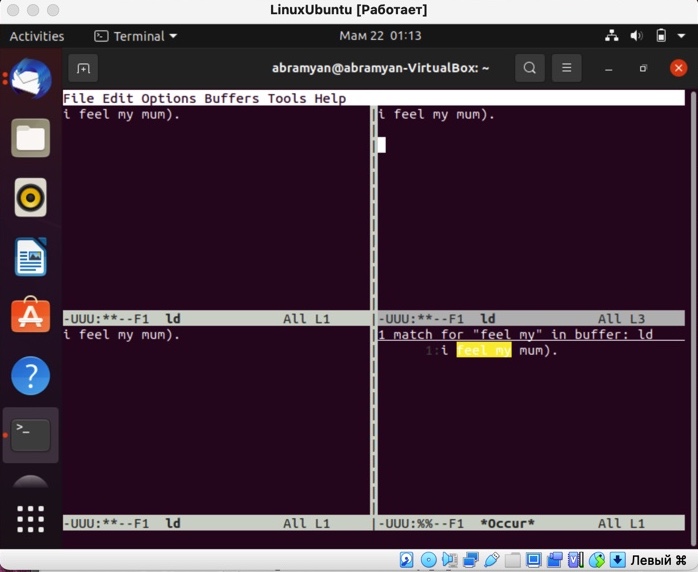 LinuxUbuntu [Работает]
Activities Terminal Мам 22 01:13
abramyan@abramyan-VirtualBox: ~
File Edit Options Buffers Tools Help
i feel my mum).
i feel my mum).
-UUU:**--F1 ld All L1
-UUU:**--F1 ld All L3
i feel my mum).
1 match for "feel my" in buffer: ld
1:i feel my mum).
-UUU:**--F1 ld All L1
-UUU:%%--F1 *Occur* All L1
Левый ⌘